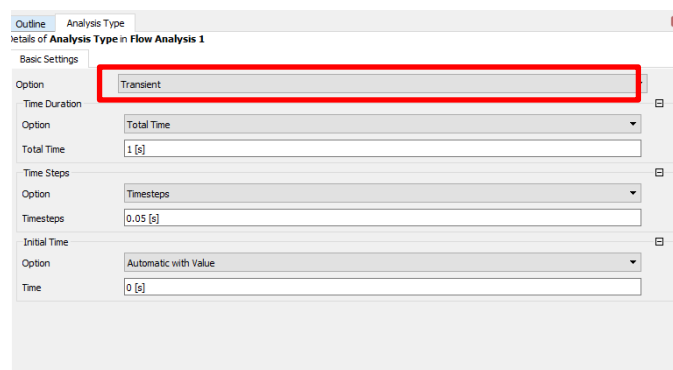 Outline Analysis Type
Details of Analysis Type in Flow Analysis 1
Basic Settings
Option Transient
Time Duration
Option Total Time
Total Time 1 [s]
Time Steps
Option Timesteps
Timesteps 0.05 [s]
Initial Time
Option Automatic with Value
Time 0 [s]